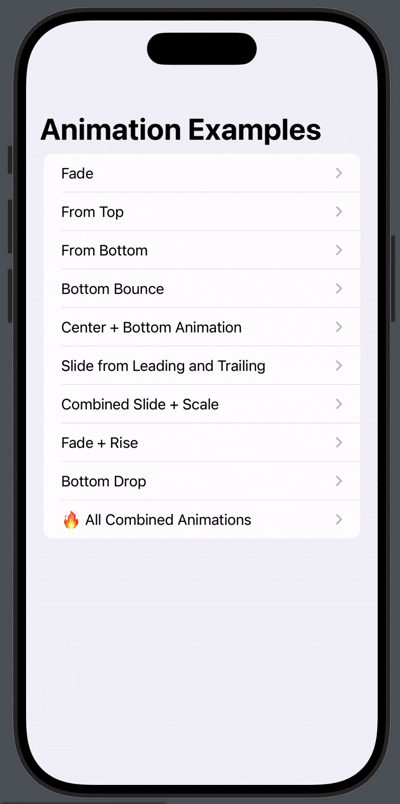 Animation Examples
Fade
From Top
From Bottom
Bottom Bounce
Center + Bottom Animation
Slide from Leading and Trailing
Combined Slide + Scale
Fade + Rise
Bottom Drop
🔥 All Combined Animations